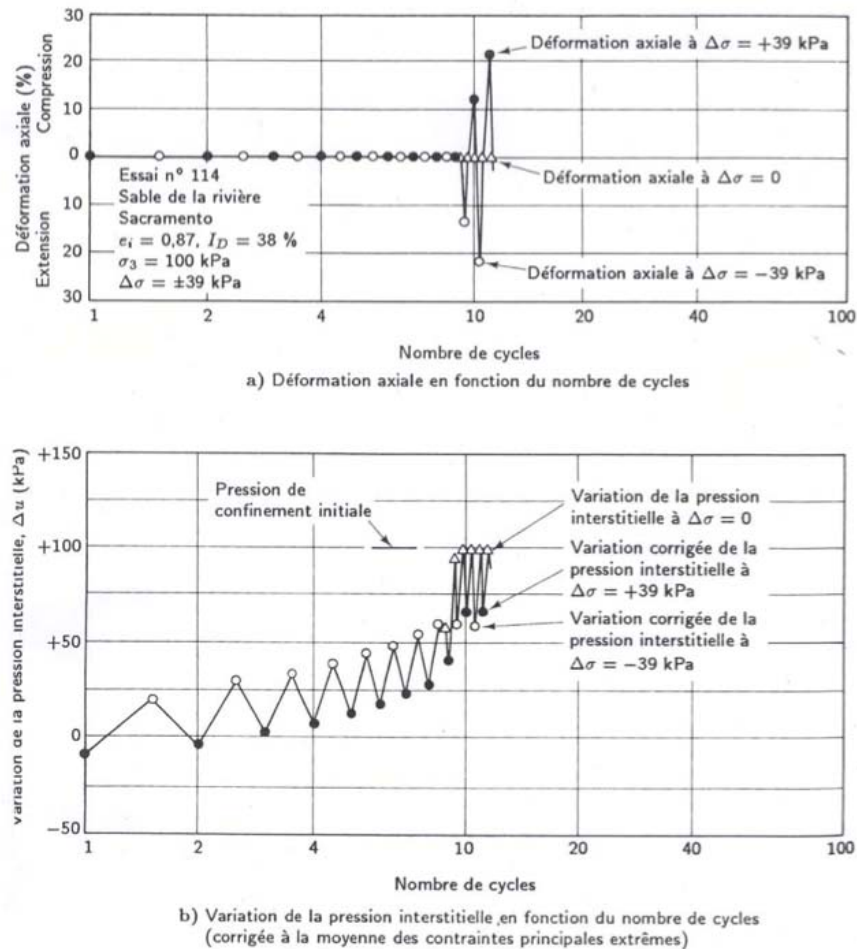 30
20
10
0
10
20
30
Déformation axiale (%)
Extension Compression
Déformation axiale à Δσ = +39 kPa
Déformation axiale à Δσ = 0
Déformation axiale à Δσ = −39 kPa
Essai nº 114
Sable de la rivière
Sacramento
eᵢ = 0,87, I_D = 38 %
σ₃ = 100 kPa
Δσ = ±39 kPa
1 2 4 10 20 40 100
Nombre de cycles
a) Déformation axiale en fonction du nombre de cycles
+150
+100
+50
0
−50
variation de la pression interstitielle, Δu (kPa)
Pression de
confinement initiale
Variation de la pression
interstitielle à Δσ = 0
Variation corrigée de la
pression interstitielle à
Δσ = +39 kPa
Variation corrigée de la
pression interstitielle à
Δσ = −39 kPa
1 2 4 10 20 40 100
Nombre de cycles
b) Variation de la pression interstitielle,en fonction du nombre de cycles
(corrigée à la moyenne des contraintes principales extrêmes)